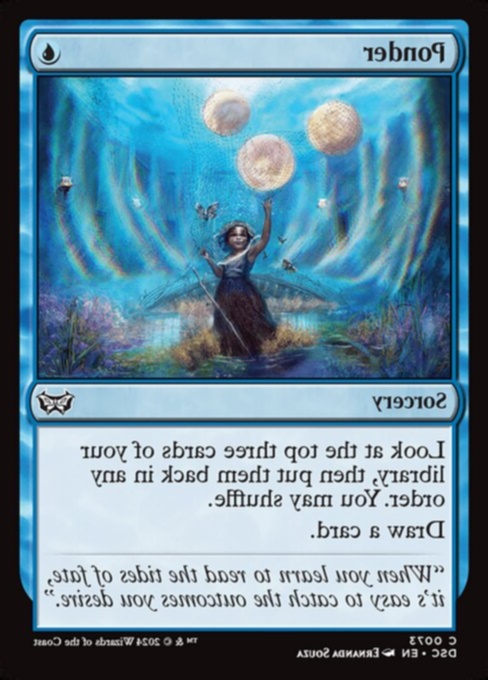 Ponder
Sorcery
Look at the top three cards of your
library, then put them back in any
order. You may shuffle.
Draw a card.
“When you learn to read the tides of fate,
it's easy to catch the outcomes you desire.”
C 0073
DSC • EN ERNANDA SOUZA
™ & © 2024 Wizards of the Coast